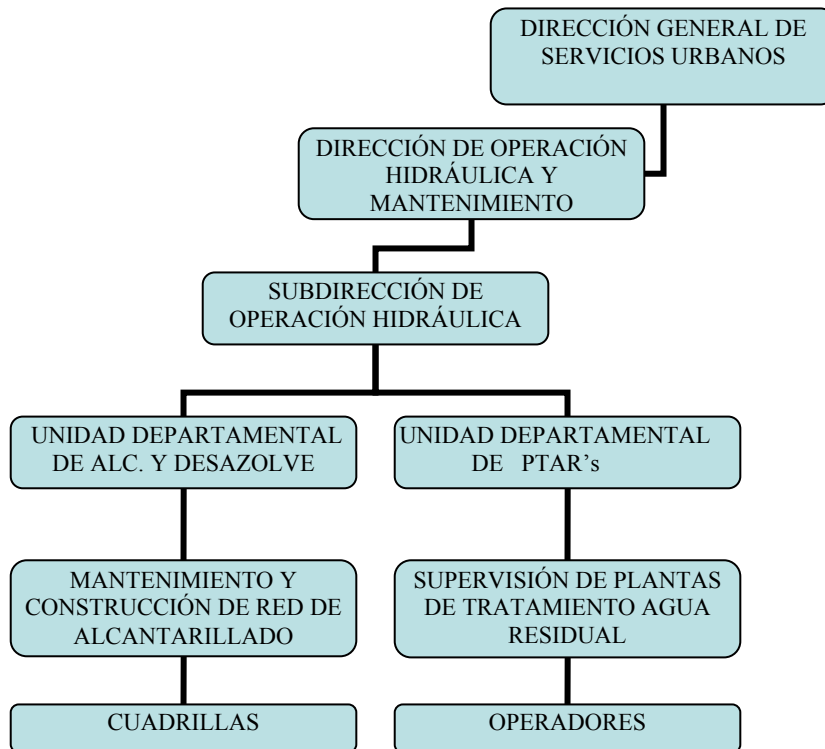 DIRECCIÓN GENERAL DE
SERVICIOS URBANOS
DIRECCIÓN DE OPERACIÓN
HIDRÁULICA Y
MANTENIMIENTO
SUBDIRECCIÓN DE
OPERACIÓN HIDRÁULICA
UNIDAD DEPARTAMENTAL
DE ALC. Y DESAZOLVE
UNIDAD DEPARTAMENTAL
DE PTAR’s
MANTENIMIENTO Y
CONSTRUCCIÓN DE RED DE
ALCANTARILLADO
SUPERVISIÓN DE PLANTAS
DE TRATAMIENTO AGUA
RESIDUAL
CUADRILLAS
OPERADORES